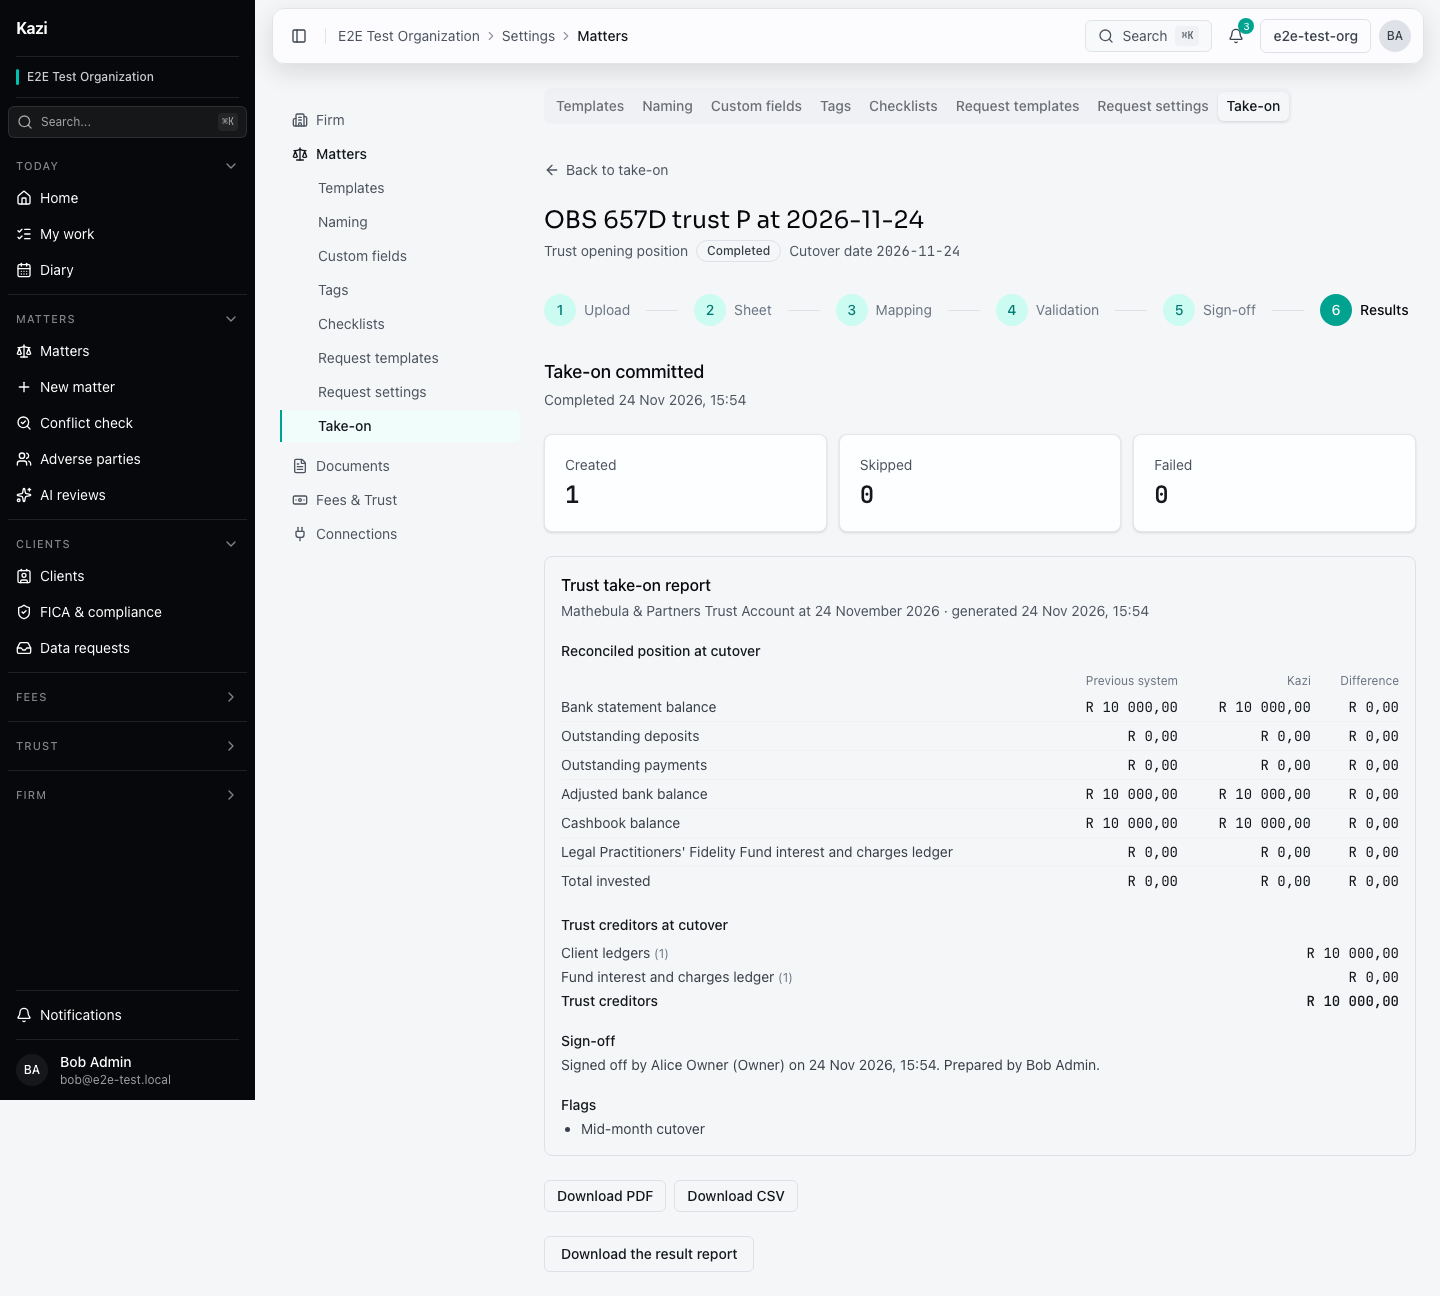 Kazi
E2E Test Organization
Search...
⌘K
TODAY
Home
My work
Diary
MATTERS
Matters
New matter
Conflict check
Adverse parties
AI reviews
CLIENTS
Clients
FICA & compliance
Data requests
FEES
TRUST
FIRM
Notifications
BA
Bob Admin
bob@e2e-test.local
E2E Test Organization
Settings
Matters
Search
⌘K
3
e2e-test-org
BA
Firm
Matters
Templates
Naming
Custom fields
Tags
Checklists
Request templates
Request settings
Take-on
Documents
Fees & Trust
Connections
Templates Naming Custom fields Tags Checklists Request templates Request settings Take-on
Back to take-on
OBS 657D trust P at 2026-11-24
Trust opening position Completed Cutover date 2026-11-24
1 Upload 2 Sheet 3 Mapping 4 Validation 5 Sign-off 6 Results
Take-on committed
Completed 24 Nov 2026, 15:54
Created
1
Skipped
0
Failed
0
Trust take-on report
Mathebula & Partners Trust Account at 24 November 2026 · generated 24 Nov 2026, 15:54
Reconciled position at cutover
Previous system Kazi Difference
Bank statement balance R 10 000,00 R 10 000,00 R 0,00
Outstanding deposits R 0,00 R 0,00 R 0,00
Outstanding payments R 0,00 R 0,00 R 0,00
Adjusted bank balance R 10 000,00 R 10 000,00 R 0,00
Cashbook balance R 10 000,00 R 10 000,00 R 0,00
Legal Practitioners' Fidelity Fund interest and charges ledger R 0,00 R 0,00 R 0,00
Total invested R 0,00 R 0,00 R 0,00
Trust creditors at cutover
Client ledgers (1) R 10 000,00
Fund interest and charges ledger (1) R 0,00
Trust creditors R 10 000,00
Sign-off
Signed off by Alice Owner (Owner) on 24 Nov 2026, 15:54. Prepared by Bob Admin.
Flags
• Mid-month cutover
Download PDF Download CSV
Download the result report